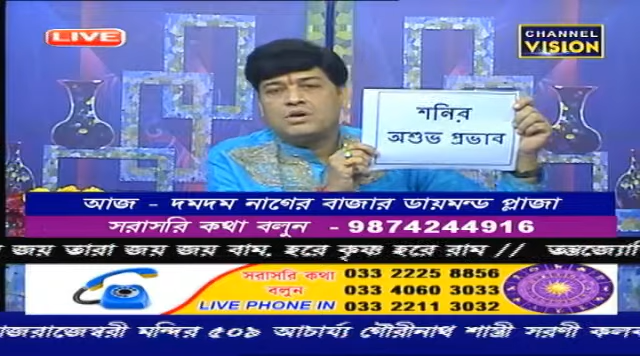 LIVE
CHANNEL
VISION
শনির
অশুভ প্রভাব
আজ - দমদম নাগের বাজার ডায়মন্ড প্লাজা
সরাসরি কথা বলুন - 9874244916
জয় তারা জয় জয় বাম, হরে কৃষ্ণ হরে রাম //
সরাসরি কথা
বলুন
LIVE PHONE IN
033 2225 8856
033 4060 3033
033 2211 3032
মন্দির ৫০৯ আচার্য্য গৌরীনাথ শাস্ত্রী সরণী